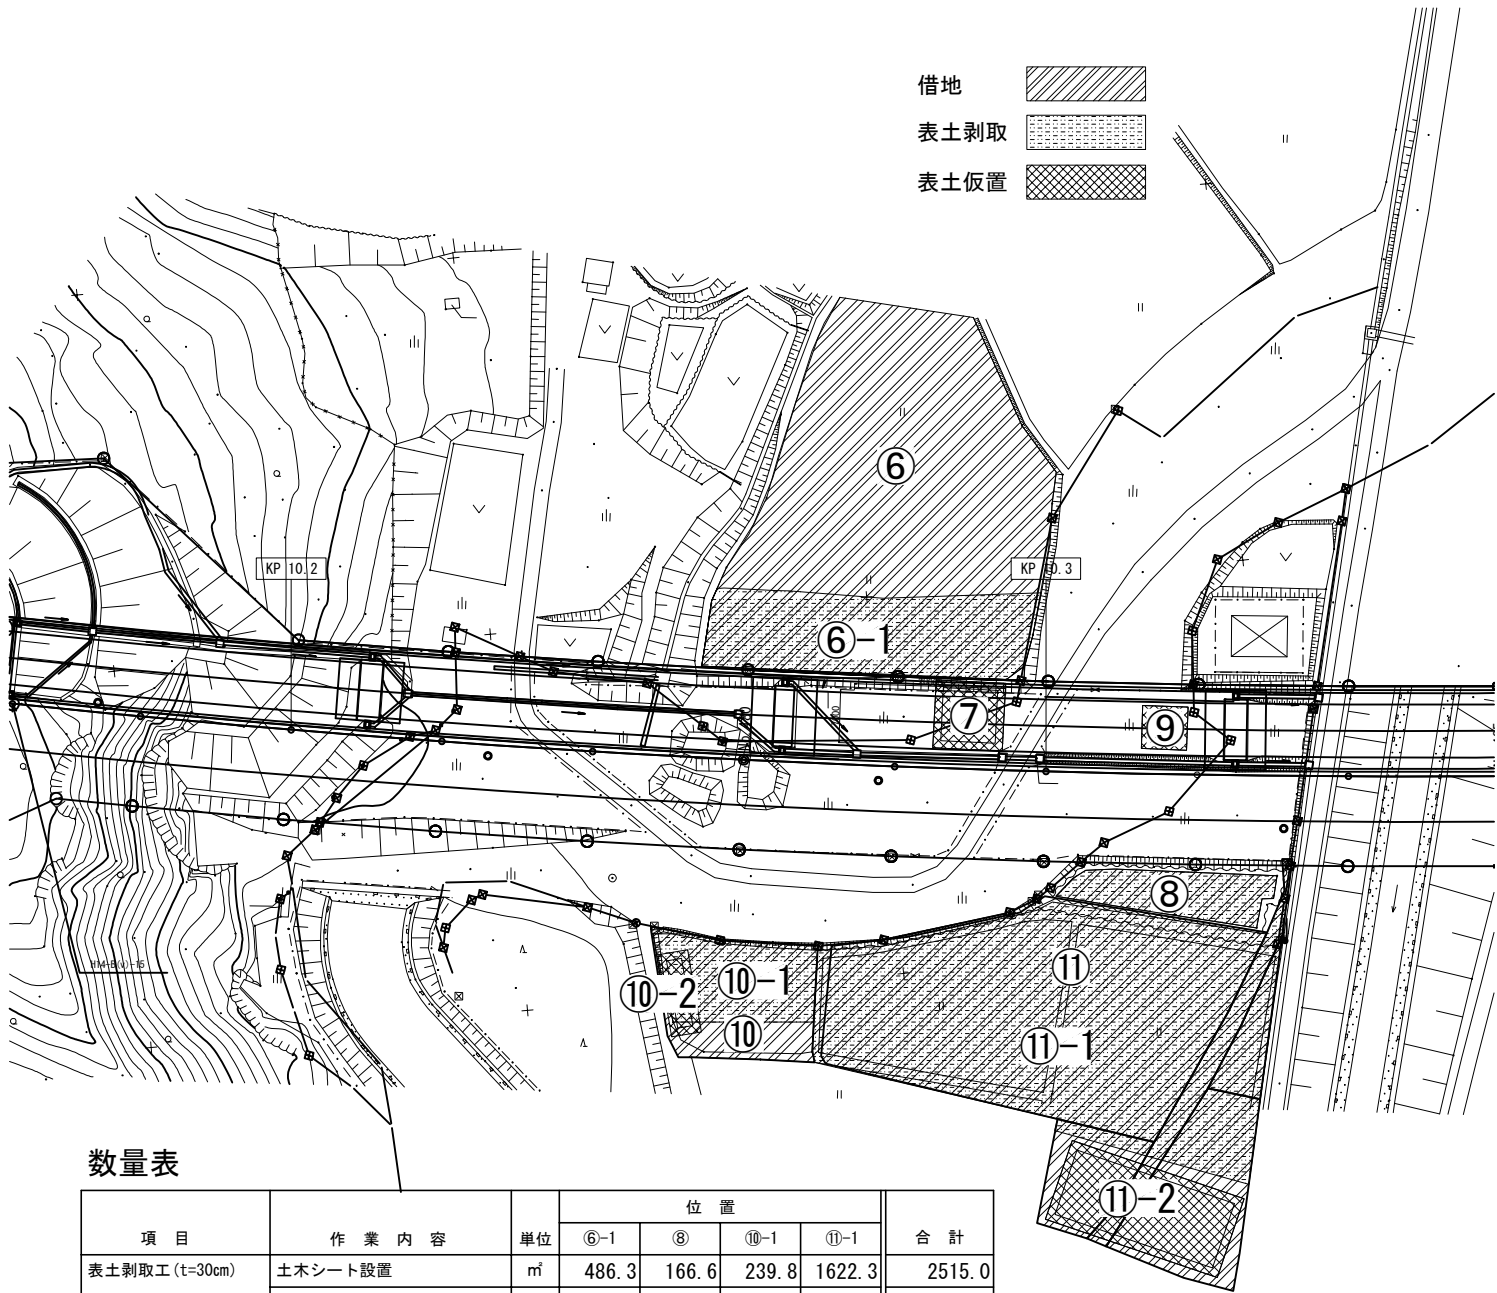 借地
表土剥取
表土仮置
⑥
KP 10.2
KP 10.3
⑥-1
⑦
⑨
⑧
⑩-2
⑩-1
⑩
⑪
⑪-1
⑪-2
数量表
項 目 作 業 内 容 単位 位 置 合 計
⑥-1 ⑧ ⑩-1 ⑪-1
表土剥取工(t=30㎝) 土木シート設置 ㎡ 486.3 166.6 239.8 1622.3 2515.0